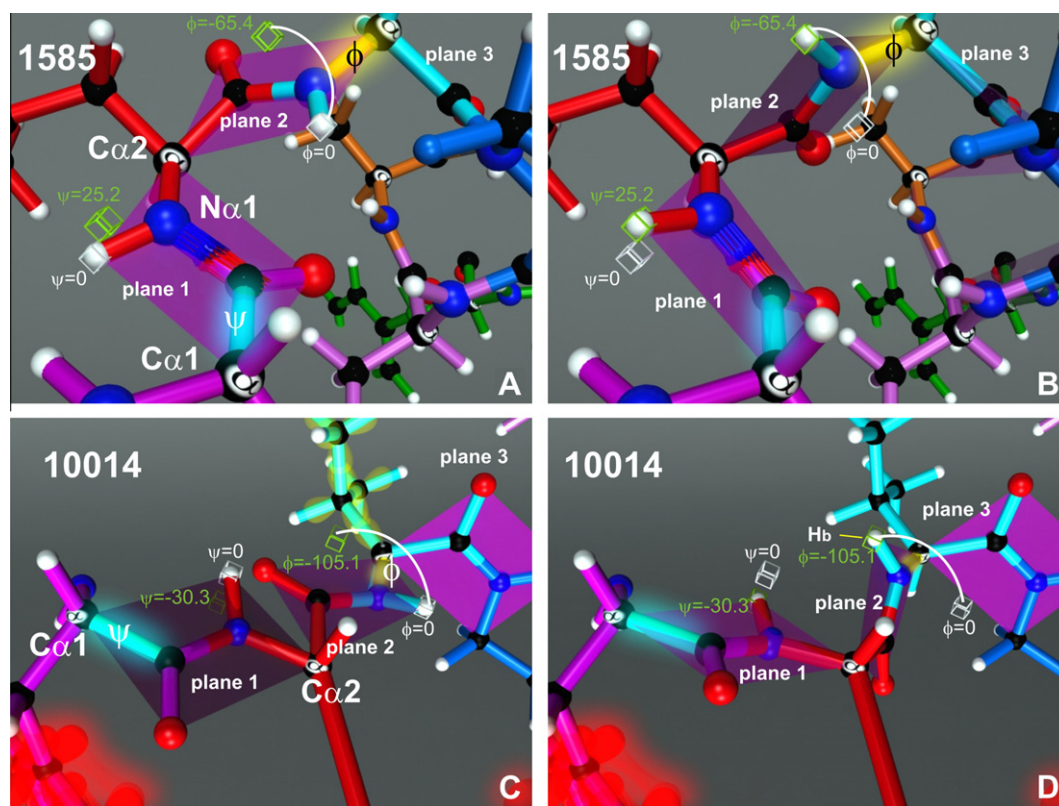 1585
ϕ=-65.4
ϕ
plane 3
plane 2
ϕ=0
Cα2
ψ=25.2
Nα1
ψ=0
plane 1
ψ
Cα1
A
1585
ϕ=-65.4
ϕ
plane 3
plane 2
ϕ=0
ψ=25.2
ψ=0
plane 1
B
10014
plane 3
ψ=0
ϕ=-105.1
ϕ
ψ=-30.3
ϕ=0
Cα1
ψ
plane 2
plane 1
Cα2
C
10014
plane 3
Hb
ϕ=-105.1
ψ=0
ψ=-30.3
plane 2
ϕ=0
plane 1
D